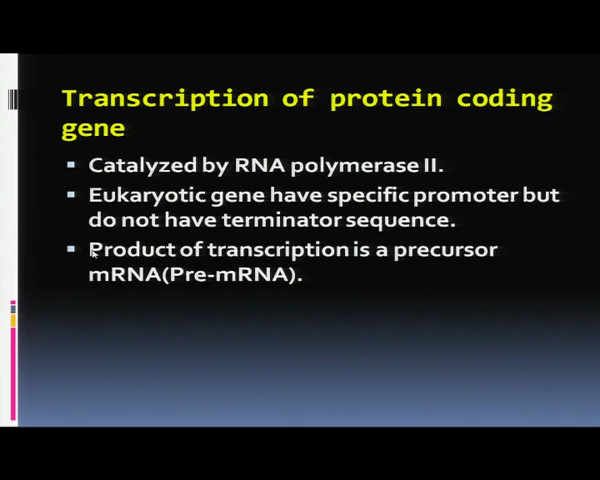 Transcription of protein coding
gene
Catalyzed by RNA polymerase II.
Eukaryotic gene have specific promoter but
do not have terminator sequence.
Product of transcription is a precursor
mRNA(Pre-mRNA).